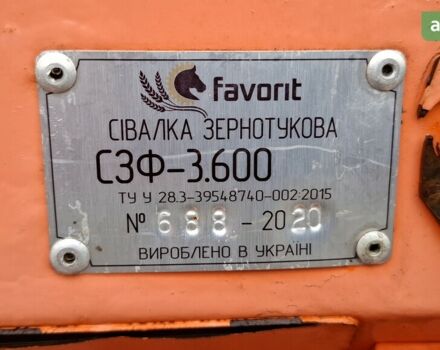 favorit
СІВАЛКА ЗЕРНОТУКОВА
СЗФ-3.600
ТУ У 28.3-39548740-002-2015
№ 688 - 2020
ВИРОБЛЕНО В УКРАЇНІ